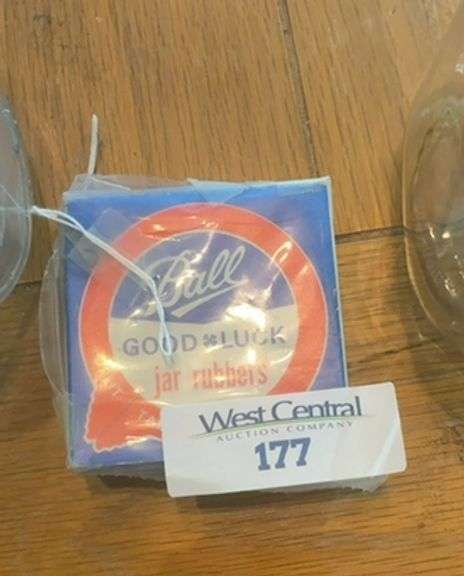 Ball
GOOD LUCK
jar rubbers
West Central
AUCTION COMPANY
177